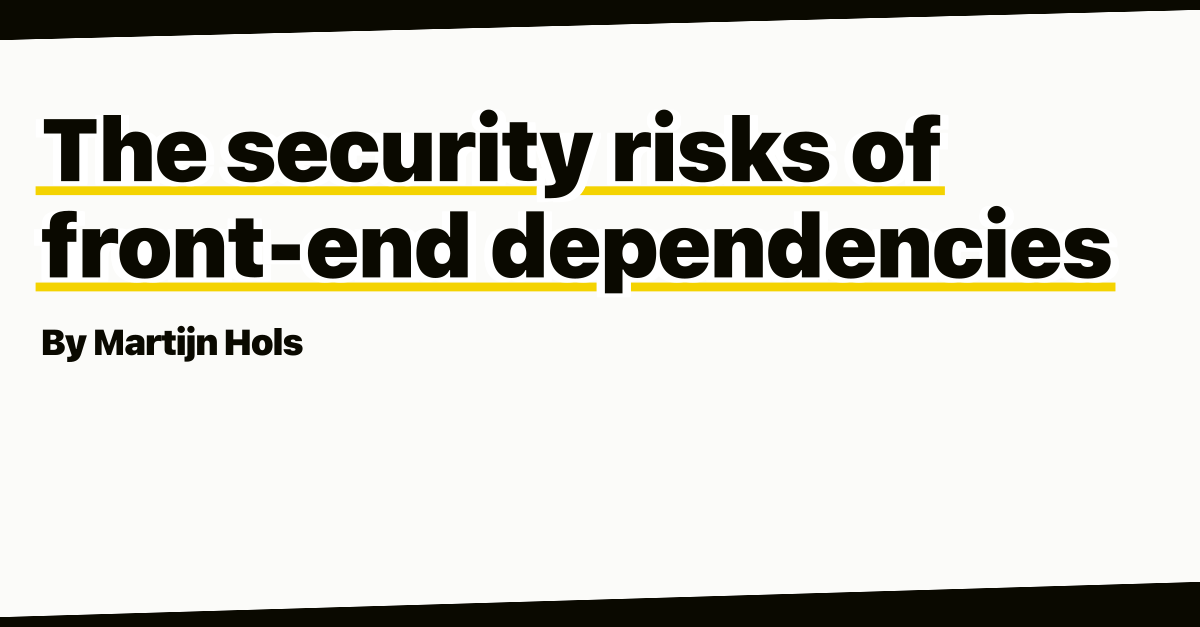 The security risks of
front-end dependencies
By Martijn Hols